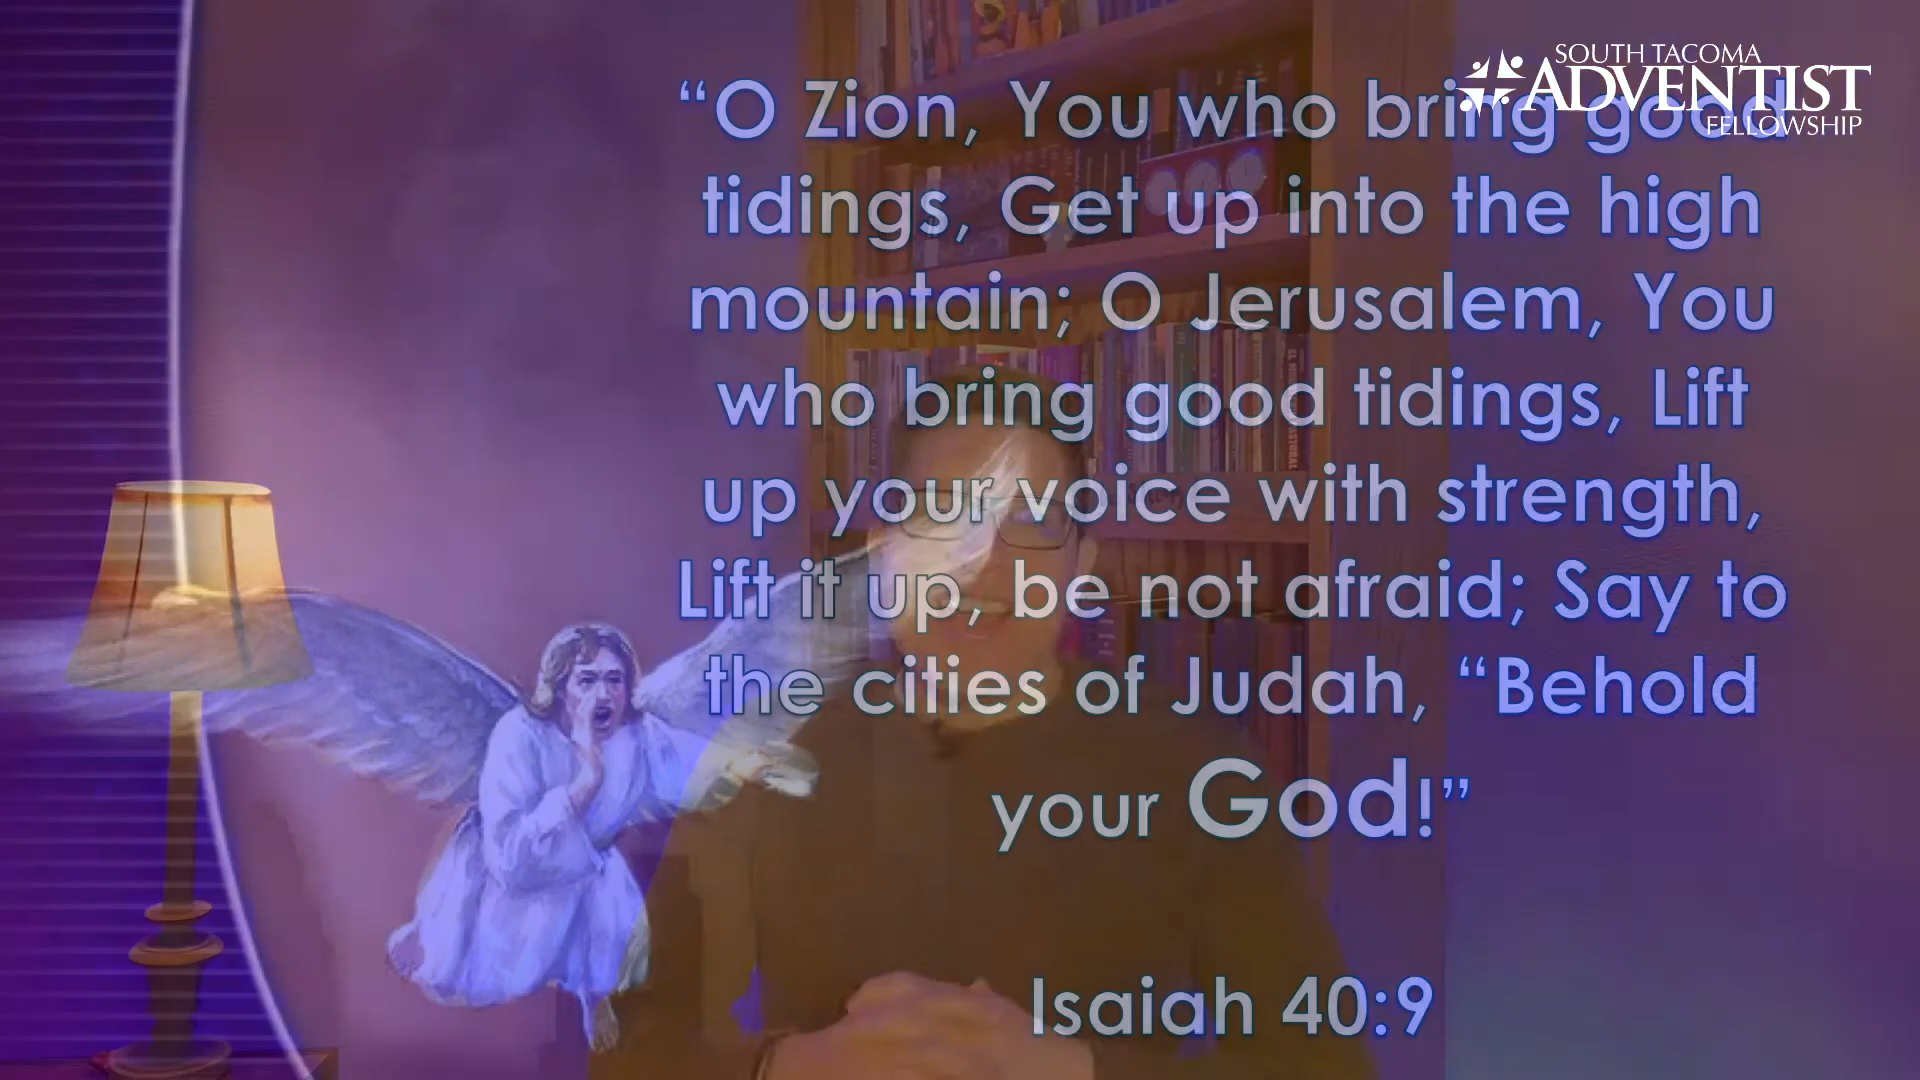 SOUTH TACOMA
ADVENTIST
FELLOWSHIP
“O Zion, You who bring good
tidings, Get up into the high
mountain; O Jerusalem, You
who bring good tidings, Lift
up your voice with strength,
Lift it up, be not afraid; Say to
the cities of Judah, “Behold
your God!”
Isaiah 40:9